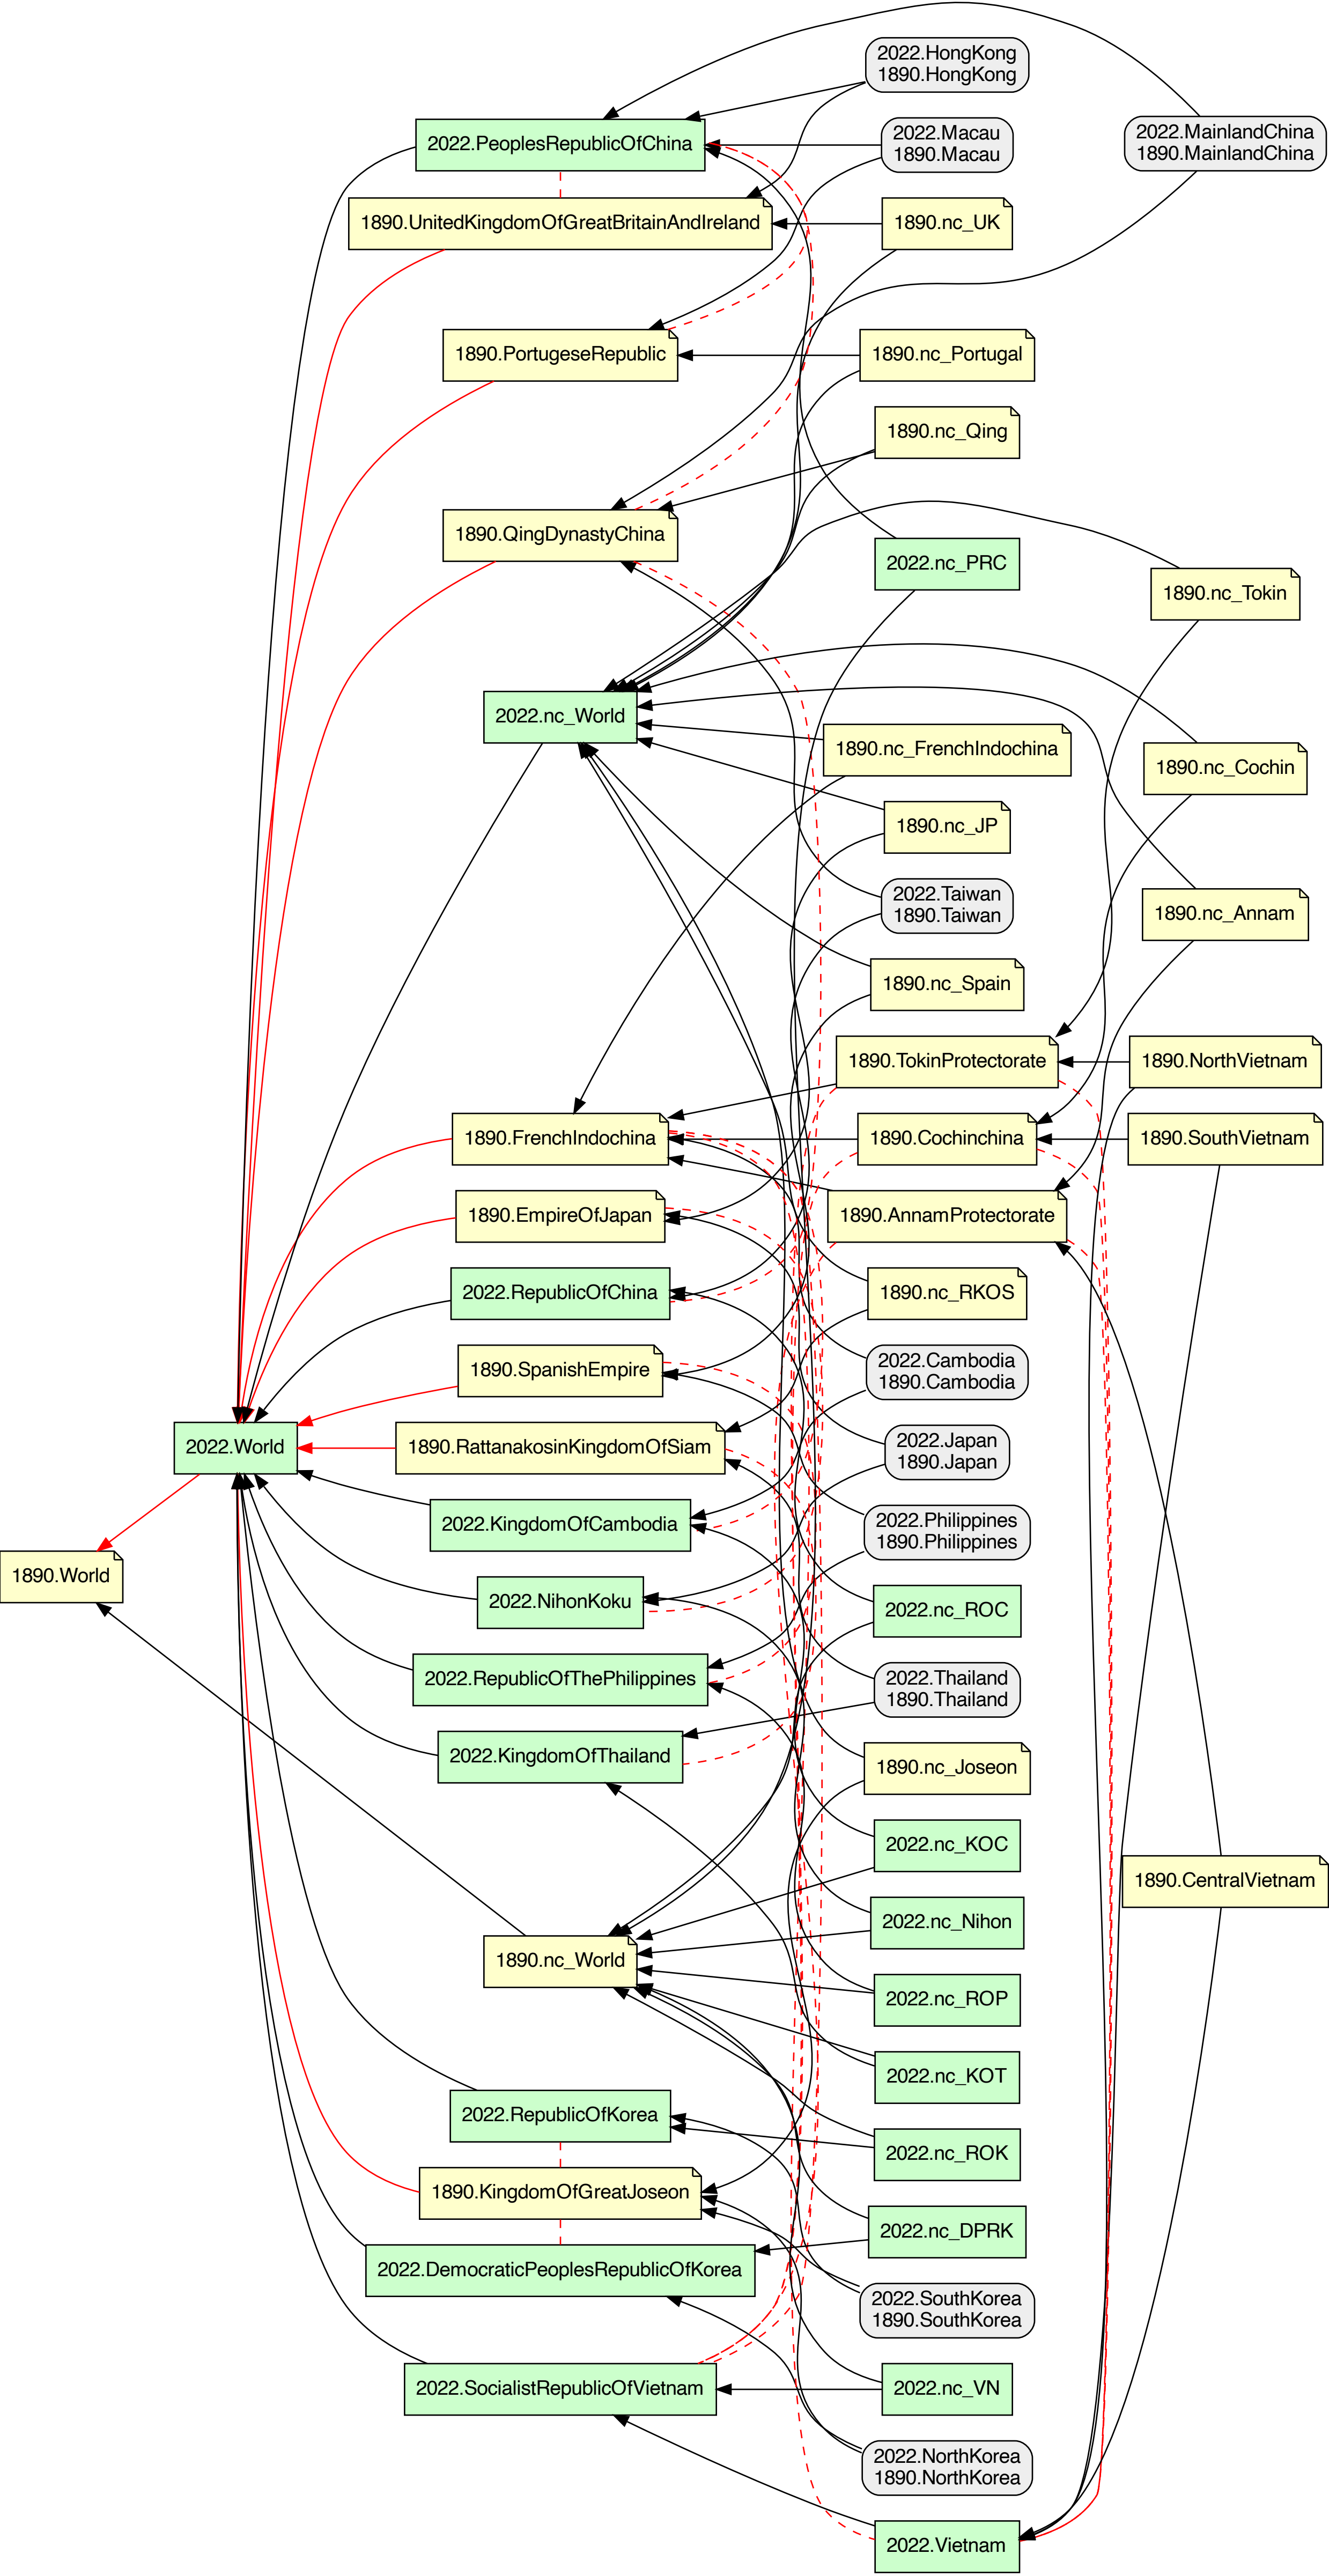 2022.HongKong
1890.HongKong
2022.PeoplesRepublicOfChina
2022.Macau
1890.Macau
2022.MainlandChina
1890.MainlandChina
1890.UnitedKingdomOfGreatBritainAndIreland
1890.nc_UK
1890.PortugeseRepublic
1890.nc_Portugal
1890.nc_Qing
1890.QingDynastyChina
2022.nc_PRC
1890.nc_Tokin
2022.nc_World
1890.nc_FrenchIndochina
1890.nc_Cochin
1890.nc_JP
2022.Taiwan
1890.Taiwan
1890.nc_Annam
1890.nc_Spain
1890.TokinProtectorate
1890.NorthVietnam
1890.FrenchIndochina
1890.Cochinchina
1890.SouthVietnam
1890.EmpireOfJapan
1890.AnnamProtectorate
2022.RepublicOfChina
1890.nc_RKOS
1890.SpanishEmpire
2022.Cambodia
1890.Cambodia
2022.World
1890.RattanakosinKingdomOfSiam
2022.Japan
1890.Japan
2022.KingdomOfCambodia
2022.Philippines
1890.Philippines
1890.World
2022.NihonKoku
2022.nc_ROC
2022.RepublicOfThePhilippines
2022.Thailand
1890.Thailand
2022.KingdomOfThailand
1890.nc_Joseon
2022.nc_KOC
1890.CentralVietnam
2022.nc_Nihon
1890.nc_World
2022.nc_ROP
2022.nc_KOT
2022.RepublicOfKorea
2022.nc_ROK
1890.KingdomOfGreatJoseon
2022.nc_DPRK
2022.DemocraticPeoplesRepublicOfKorea
2022.SouthKorea
1890.SouthKorea
2022.SocialistRepublicOfVietnam
2022.nc_VN
2022.NorthKorea
1890.NorthKorea
2022.Vietnam